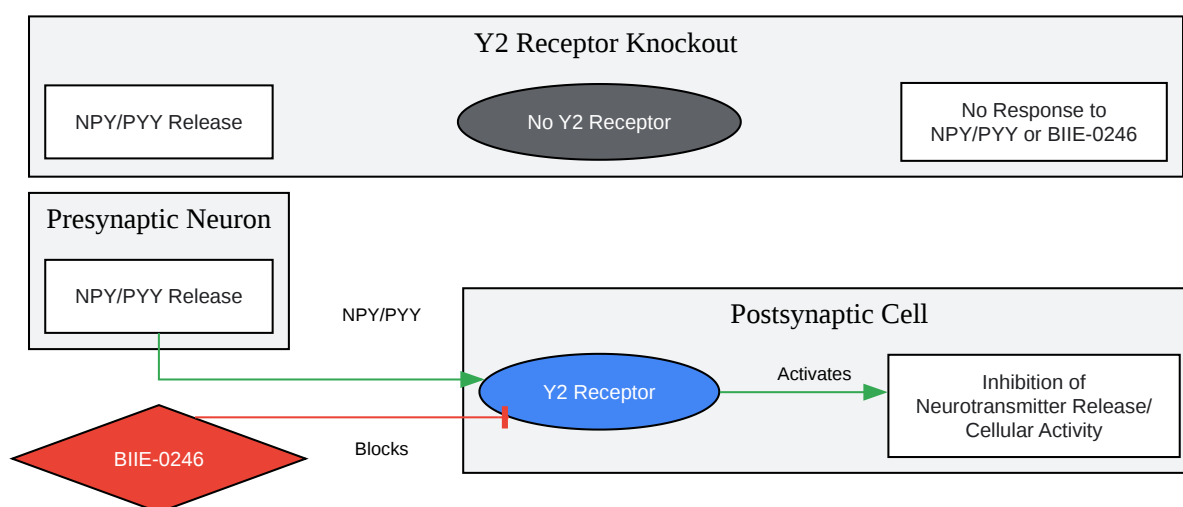 Y2 Receptor Knockout
NPY/PYY Release
No Y2 Receptor
No Response to
NPY/PYY or BIIE-0246
Presynaptic Neuron
NPY/PYY Release
NPY/PYY
Postsynaptic Cell
Y2 Receptor
Activates
Inhibition of
Neurotransmitter Release/
Cellular Activity
BIIE-0246
Blocks